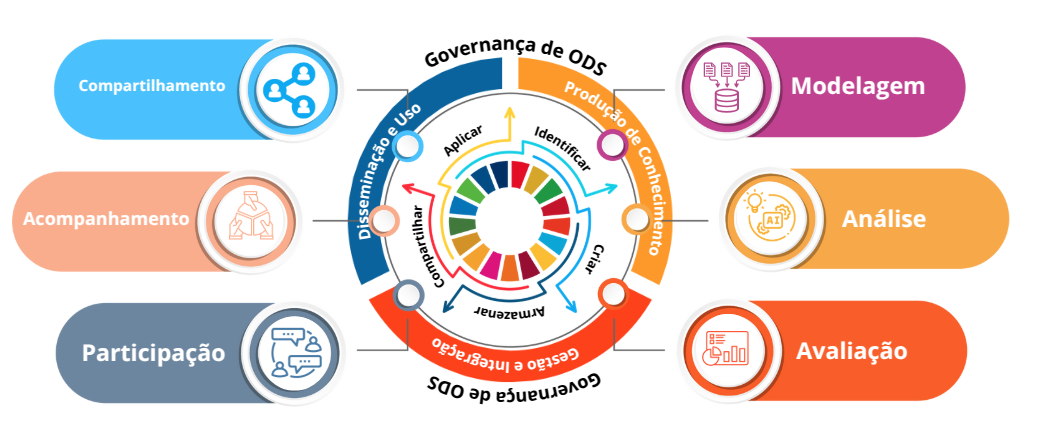 Governança de ODS
Compartilhamento
Acompanhamento
Participação
Disseminação e Uso
Produção de Conhecimento
Gestão e Integração
Aplicar
Identificar
Criar
Armazenar
Compartilhar
AI
Modelagem
Análise
Avaliação
Governança de ODS